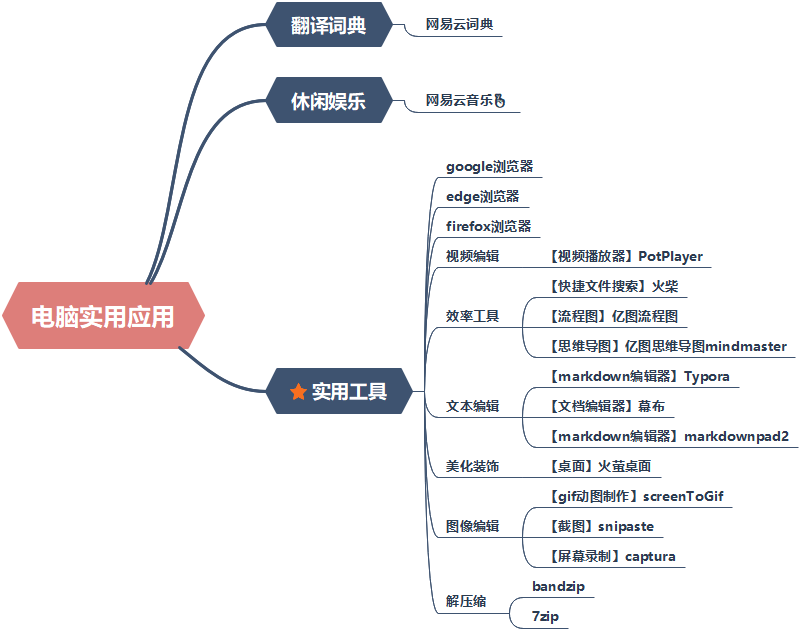 翻译词典
网易云词典
休闲娱乐
网易云音乐
google浏览器
edge浏览器
firefox浏览器
视频编辑
【视频播放器】PotPlayer
【快捷文件搜索】火柴
效率工具
【流程图】亿图流程图
【思维导图】亿图思维导图mindmaster
电脑实用应用
实用工具
【markdown编辑器】Typora
文本编辑
【文档编辑器】幕布
【markdown编辑器】markdownpad2
美化装饰
【桌面】火萤桌面
【gif动图制作】screenToGif
图像编辑
【截图】snipaste
【屏幕录制】captura
解压缩
bandzip
7zip